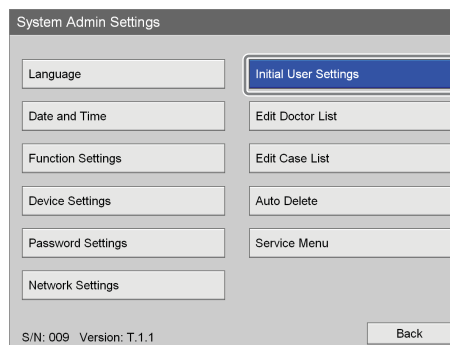 System Admin Settings
Language
Initial User Settings
Date and Time
Edit Doctor List
Function Settings
Edit Case List
Device Settings
Auto Delete
Password Settings
Service Menu
Network Settings
S/N: 009 Version: T.1.1
Back